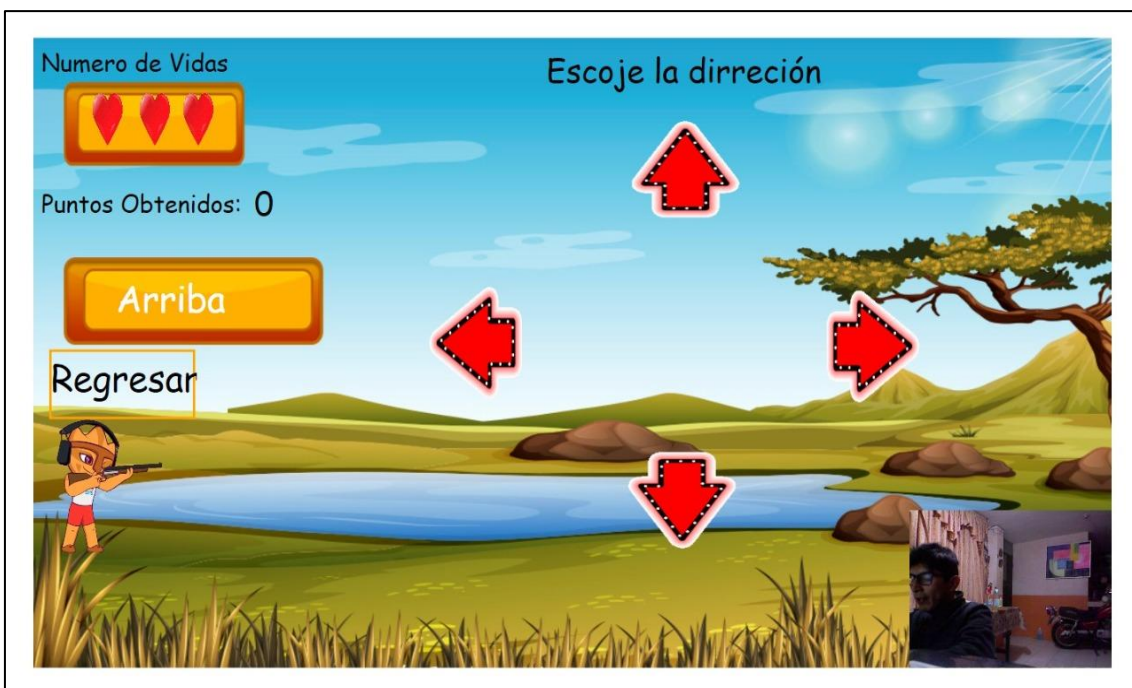 Numero de Vidas
Escoje la dirreción
Puntos Obtenidos: 0
Arriba
Regresar